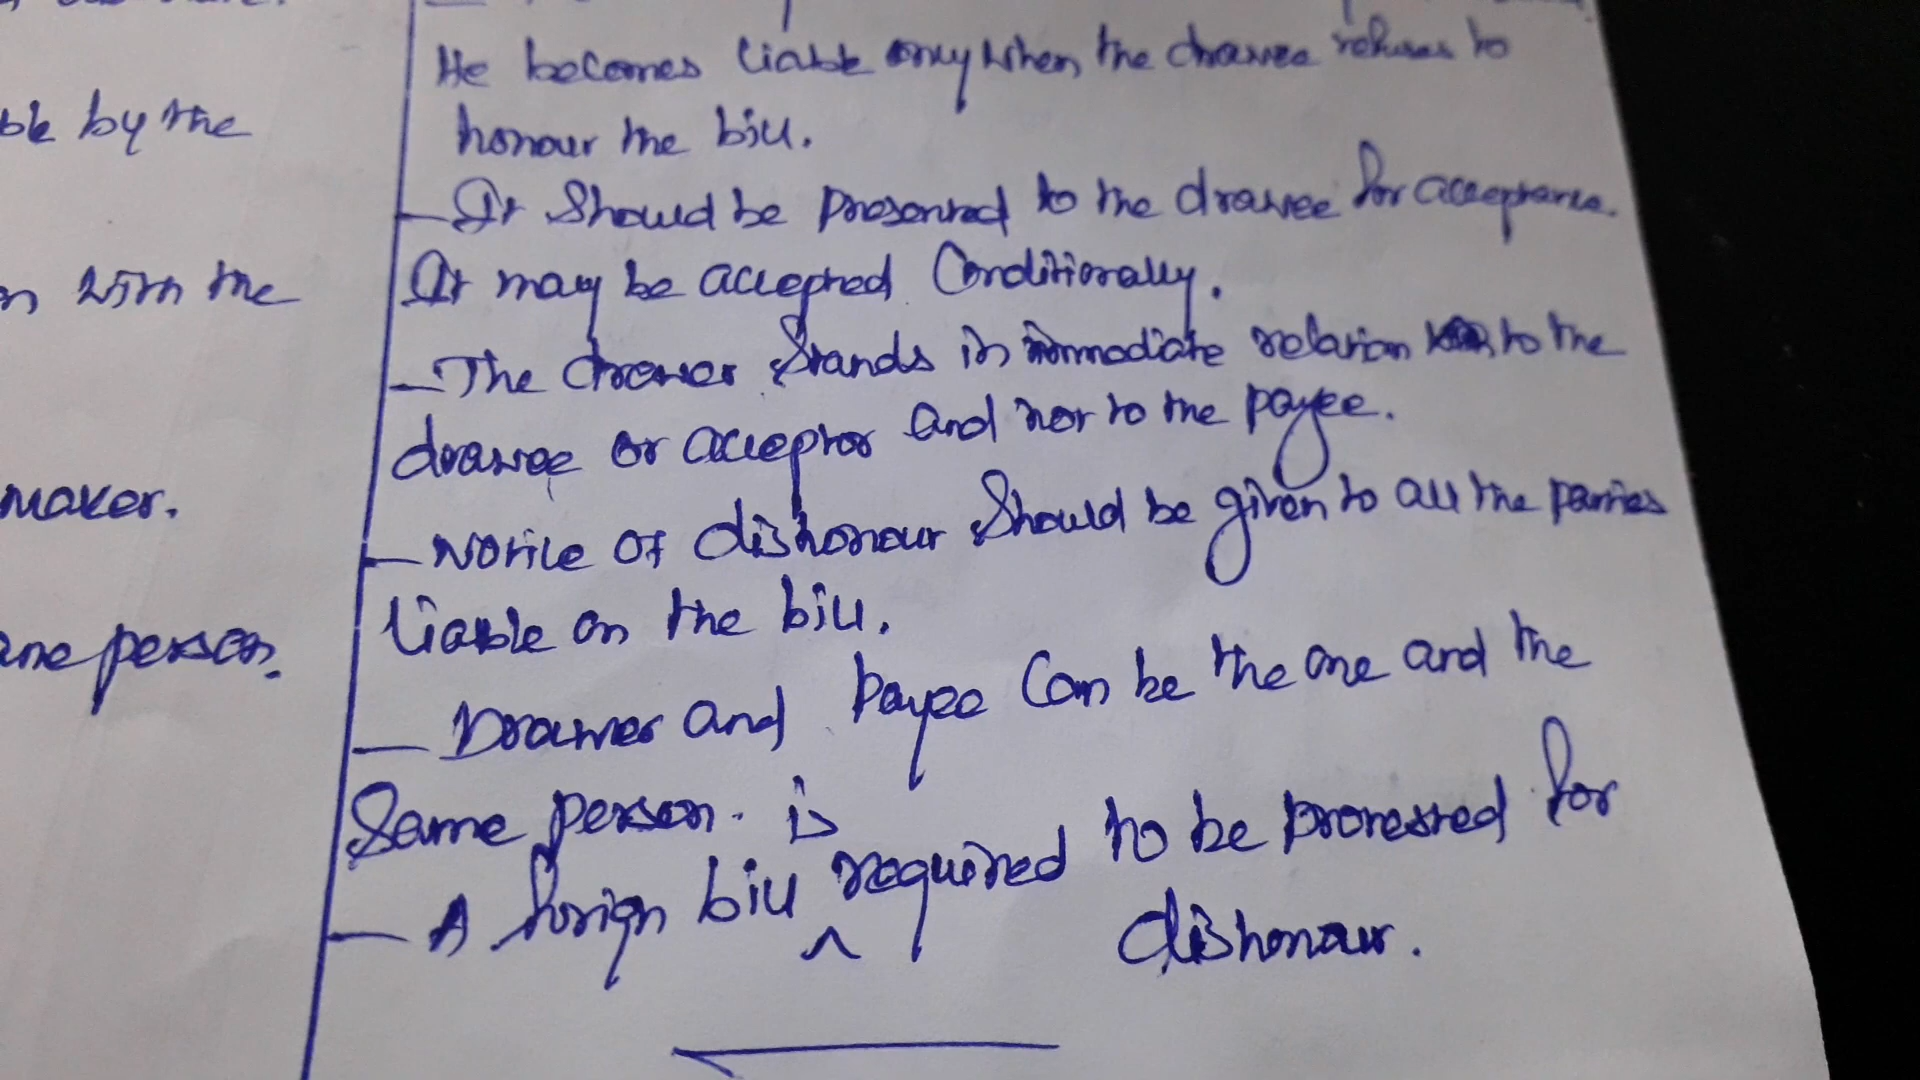 ble by the
with the
maker.
person.
He becomes liable only when the drawee refuses to
honour the bill.
- It should be presented to the drawee for acceptance.
It may be accepted Conditionally.
- The drawer stands in immediate relation to the
drawee or acceptor and not to the payee.
- Notice of dishonour should be given to all the parties
liable on the bill.
- Drawer and Payee Can be the one and the
Same person.
- A forign bill is required to be protested for
dishonour.